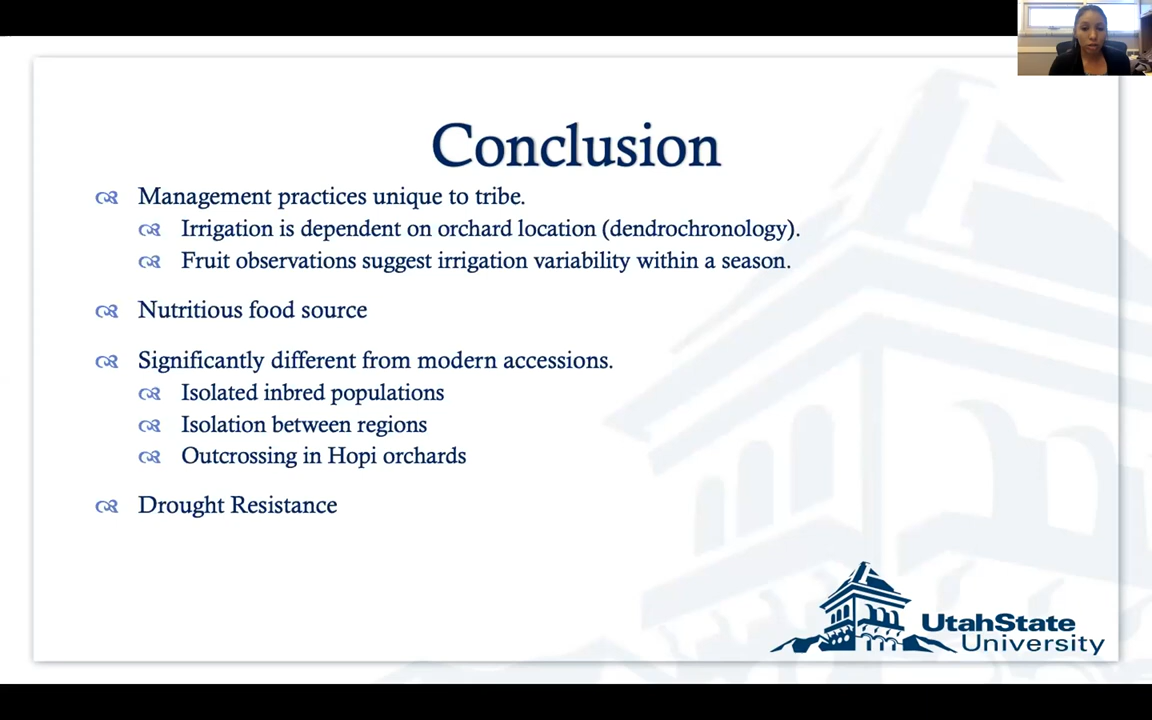 Conclusion
Management practices unique to tribe.
Irrigation is dependent on orchard location (dendrochronology).
Fruit observations suggest irrigation variability within a season.
Nutritious food source
Significantly different from modern accessions.
Isolated inbred populations
Isolation between regions
Outcrossing in Hopi orchards
Drought Resistance
UtahState
University